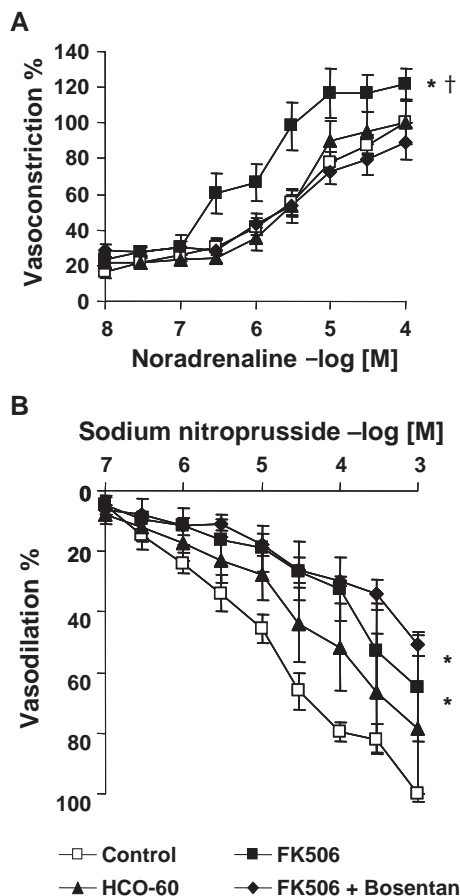 A
140
120
100
80
60
40
20
0
Vasoconstriction %
* †
8 7 6 5 4
Noradrenaline –log [M]
B
Sodium nitroprusside –log [M]
7 6 5 4 3
0
20
40
60
80
100
Vasodilation %
*
*
Control FK506
HCO-60 FK506 + Bosentan